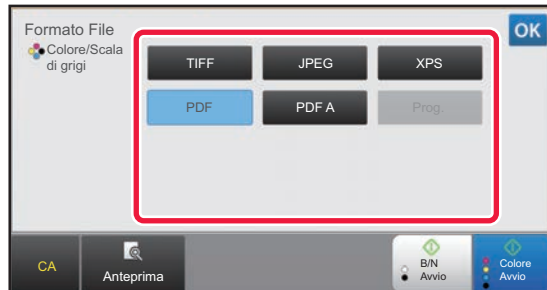 Formato File
OK
Colore/Scala
di grigi
TIFF
JPEG
XPS
PDF
PDF A
Prog.
CA
Anteprima
B/N
Avvio
Colore
Avvio